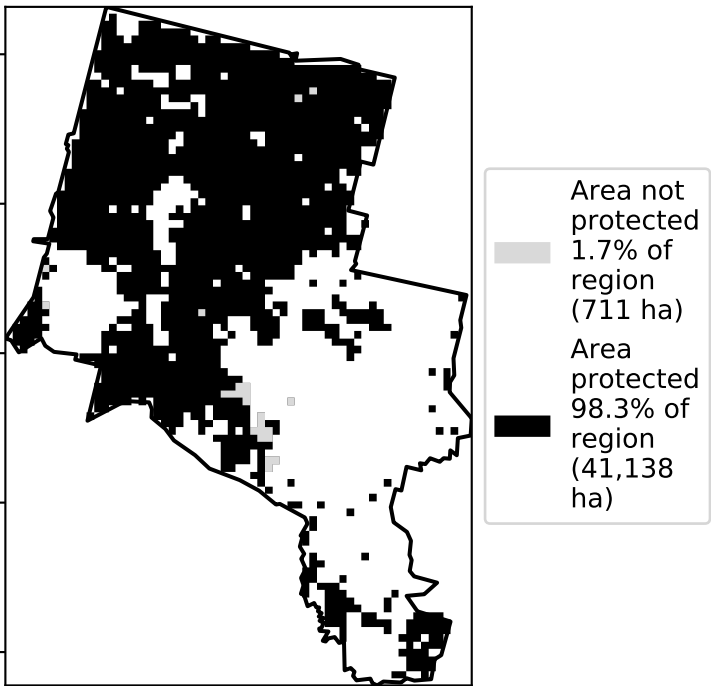 Area not
protected
1.7% of
region
(711 ha)
Area
protected
98.3% of
region
(41,138
ha)